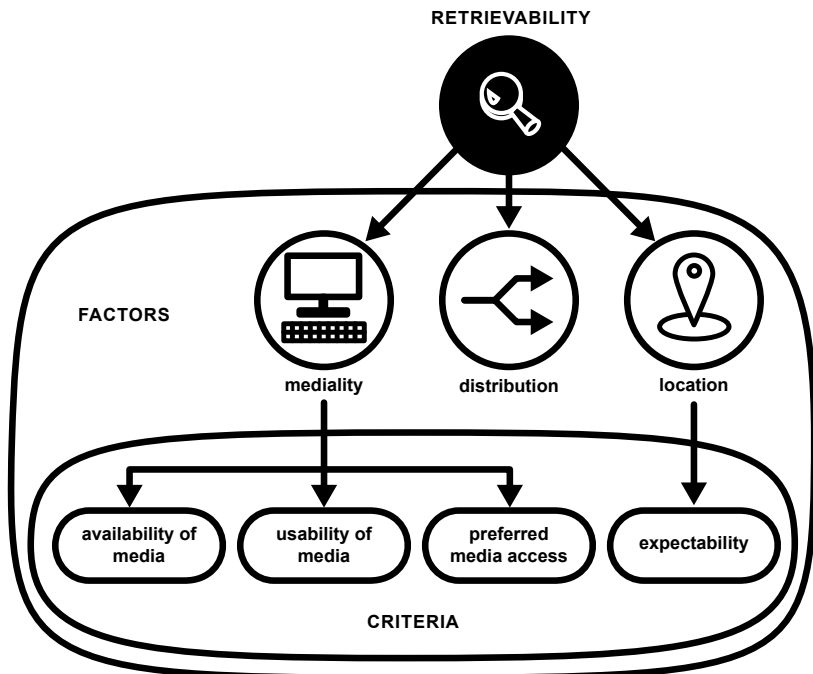 RETRIEVABILITY
FACTORS
mediality
distribution
location
availability of
media
usability of
media
preferred
media access
expectability
CRITERIA